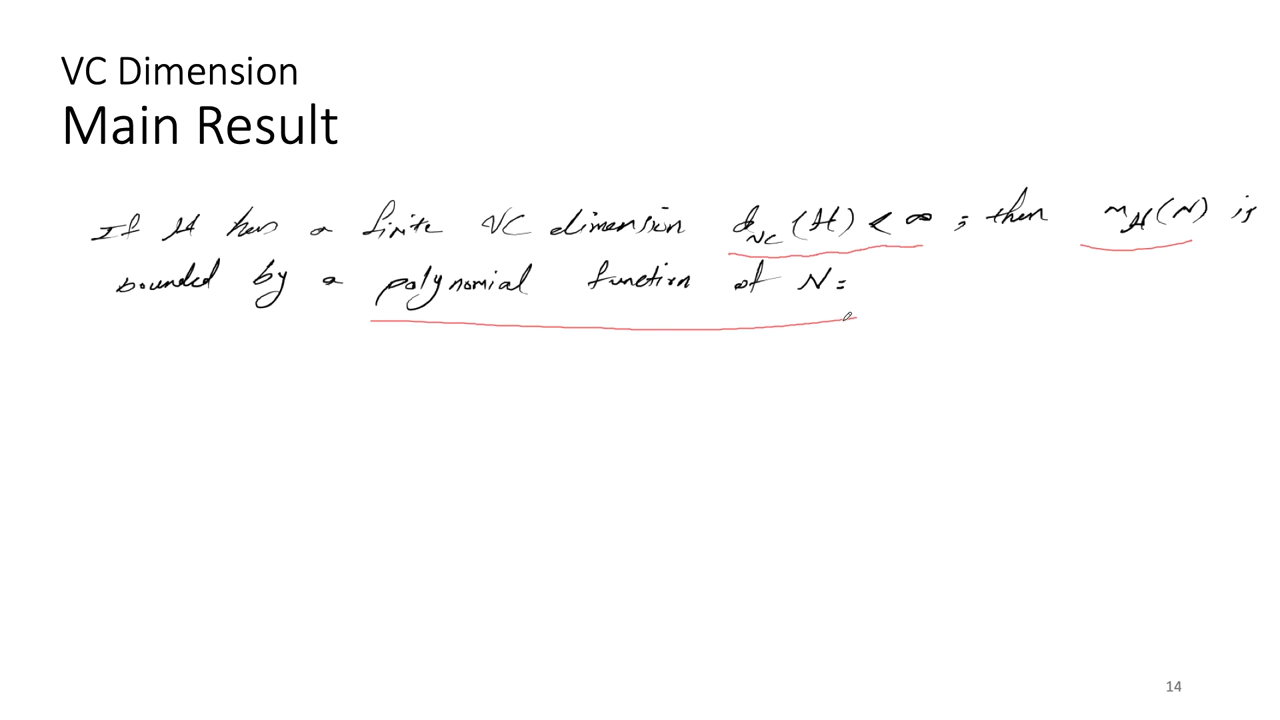 VC Dimension
Main Result
If H has a finite VC dimension d_VC (H) < ∞ ; then m_H(N) is
bounded by a polynomial function of N:
14